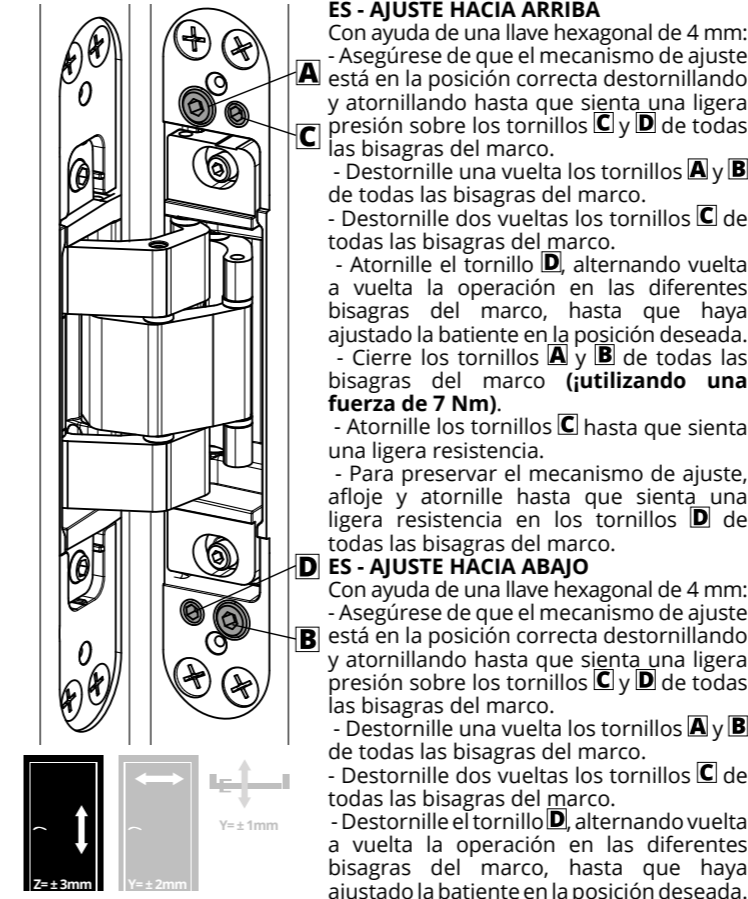 ES - AJUSTE HACIA ARRIBA
Con ayuda de una llave hexagonal de 4 mm:
- Asegúrese de que el mecanismo de ajuste
está en la posición correcta destornillando
y atornillando hasta que sienta una ligera
presión sobre los tornillos C y D de todas
las bisagras del marco.
- Destornille una vuelta los tornillos A y B
de todas las bisagras del marco.
- Destornille dos vueltas los tornillos C de
todas las bisagras del marco.
- Atornille el tornillo D, alternando vuelta
a vuelta la operación en las diferentes
bisagras del marco, hasta que haya
ajustado la batiente en la posición deseada.
- Cierre los tornillos A y B de todas las
bisagras del marco (¡utilizando una
fuerza de 7 Nm).
- Atornille los tornillos C hasta que sienta
una ligera resistencia.
- Para preservar el mecanismo de ajuste,
afloje y atornille hasta que sienta una
ligera resistencia en los tornillos D de
todas las bisagras del marco.
ES - AJUSTE HACIA ABAJO
Con ayuda de una llave hexagonal de 4 mm:
- Asegúrese de que el mecanismo de ajuste
está en la posición correcta destornillando
y atornillando hasta que sienta una ligera
presión sobre los tornillos C y D de todas
las bisagras del marco.
- Destornille una vuelta los tornillos A y B
de todas las bisagras del marco.
- Destornille dos vueltas los tornillos C de
todas las bisagras del marco.
- Destornille el tornillo D, alternando vuelta
a vuelta la operación en las diferentes
bisagras del marco, hasta que haya
ajustado la batiente en la posición deseada.
A
C
D
B
Z= ± 3mm
Y= ± 2mm
Y= ± 1mm